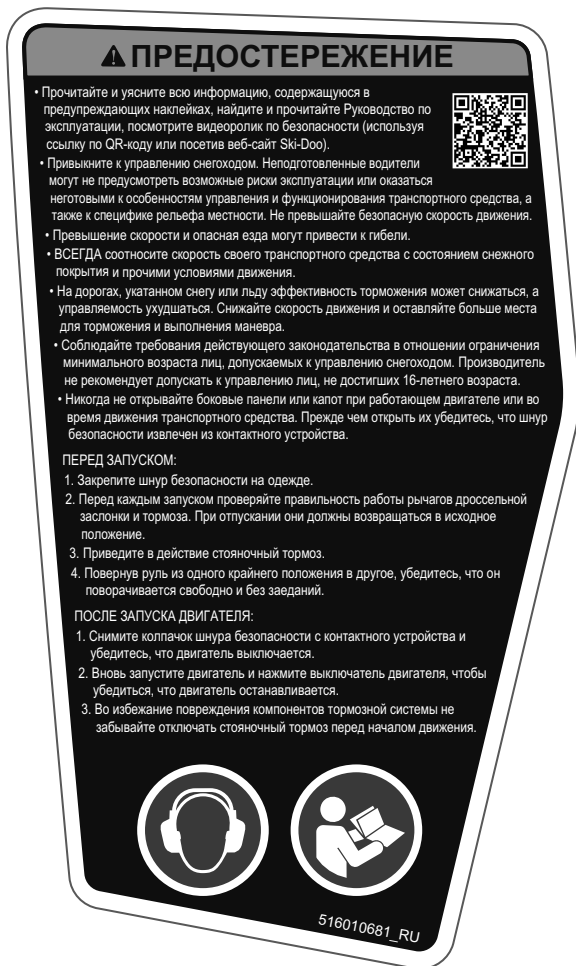 ⚠ ПРЕДОСТЕРЕЖЕНИЕ
• Прочитайте и уясните всю информацию, содержащуюся в
предупреждающих наклейках, найдите и прочитайте Руководство по
эксплуатации, посмотрите видеоролик по безопасности (используя
ссылку по QR-коду или посетив веб-сайт Ski-Doo).
• Привыкните к управлению снегоходом. Неподготовленные водители
могут не предусмотреть возможные риски эксплуатации или оказаться
неготовыми к особенностям управления и функционирования транспортного средства, а
также к специфике рельефа местности. Не превышайте безопасную скорость движения.
• Превышение скорости и опасная езда могут привести к гибели.
• ВСЕГДА соотносите скорость своего транспортного средства с состоянием снежного
покрытия и прочими условиями движения.
• На дорогах, укатанном снегу или льду эффективность торможения может снижаться, а
управляемость ухудшаться. Снижайте скорость движения и оставляйте больше места
для торможения и выполнения маневра.
• Соблюдайте требования действующего законодательства в отношении ограничения
минимального возраста лиц, допускаемых к управлению снегоходом. Производитель
не рекомендует допускать к управлению лиц, не достигших 16-летнего возраста.
• Никогда не открывайте боковые панели или капот при работающем двигателе или во
время движения транспортного средства. Прежде чем открыть их убедитесь, что шнур
безопасности извлечен из контактного устройства.
ПЕРЕД ЗАПУСКОМ:
1. Закрепите шнур безопасности на одежде.
2. Перед каждым запуском проверяйте правильность работы рычагов дроссельной
заслонки и тормоза. При отпускании они должны возвращаться в исходное
положение.
3. Приведите в действие стояночный тормоз.
4. Повернув руль из одного крайнего положения в другое, убедитесь, что он
поворачивается свободно и без заеданий.
ПОСЛЕ ЗАПУСКА ДВИГАТЕЛЯ:
1. Снимите колпачок шнура безопасности с контактного устройства и
убедитесь, что двигатель выключается.
2. Вновь запустите двигатель и нажмите выключатель двигателя, чтобы
убедиться, что двигатель останавливается.
3. Во избежание повреждения компонентов тормозной системы не
забывайте отключать стояночный тормоз перед началом движения.
516010681_RU